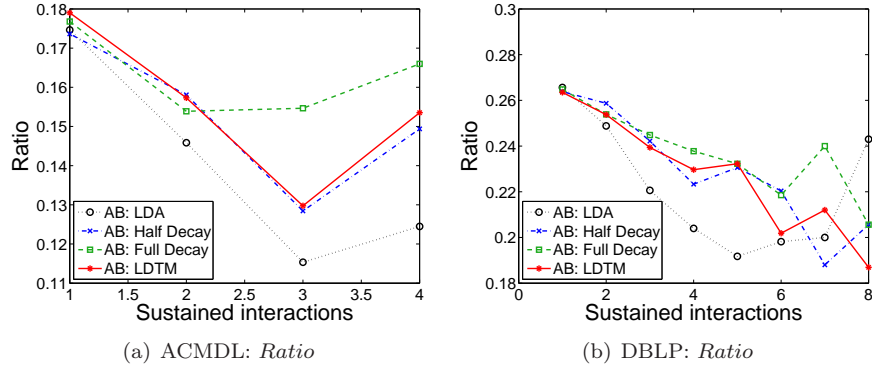 0.18
0.17
0.16
0.15
0.14
0.13
0.12
0.11
Ratio
AB: LDA
AB: Half Decay
AB: Full Decay
AB: LDTM
1 1.5 2 2.5 3 3.5 4
Sustained interactions
(a) ACMDL: Ratio
0.3
0.28
0.26
0.24
0.22
0.2
0.18
Ratio
AB: LDA
AB: Half Decay
AB: Full Decay
AB: LDTM
0 2 4 6 8
Sustained interactions
(b) DBLP: Ratio